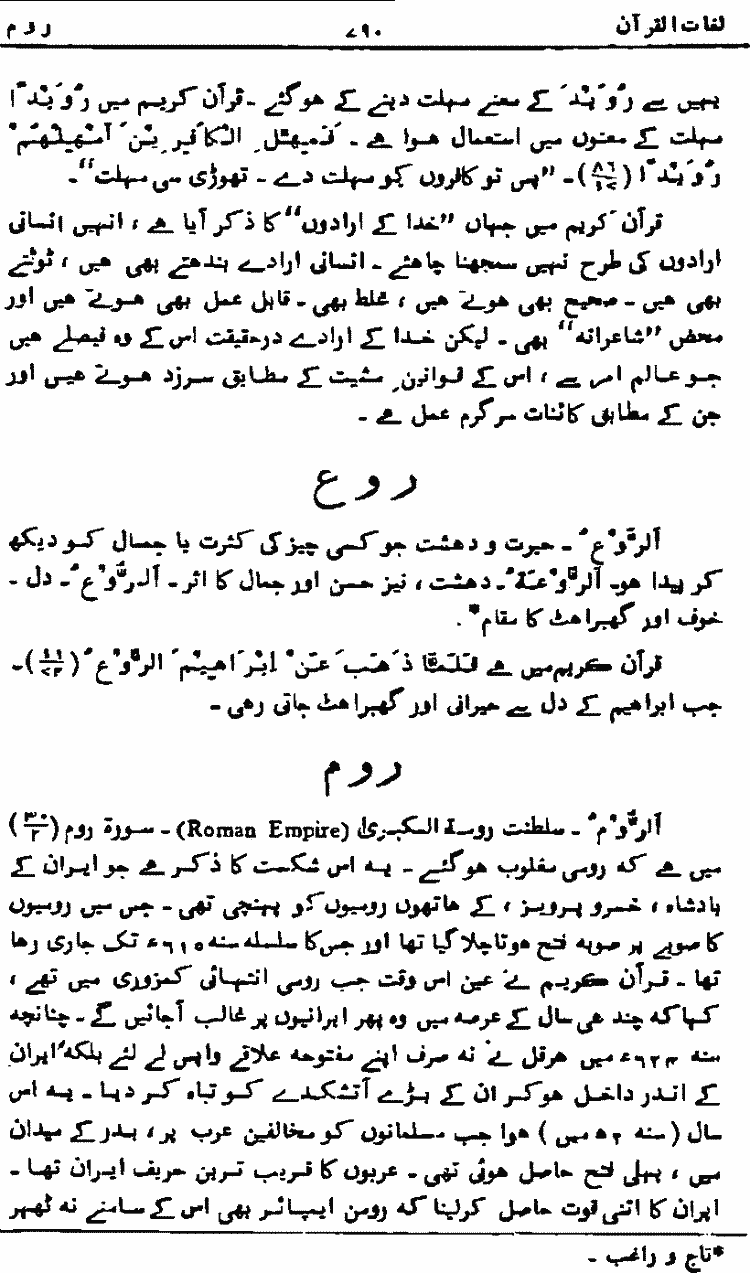 لغات القرآن ۷۹۰ ر و م
یہیں سے رُوَیْدَ کے معنے مہلت دینے کے ہوگئے ۔ قرآن کریم میں رُوَیْدًا
مہلت کے معنوں میں استعمال ہوا ہے ۔ فَمَهِّلِ الْكَافِرِيْنَ أَمْهِلْهُمْ
رُوَيْدًا (۸۶/۱۷)۔ ”پس تو کافروں کو مہلت دے ۔ تھوڑی سی مہلت“۔
قرآن کریم میں جہاں ”خدا کے ارادوں“ کا ذکر آیا ہے ، انہیں انسانی
ارادوں کی طرح نہیں سمجھنا چاہئے ۔ انسانی ارادے بندھتے بھی ہیں ، ٹوٹتے
بھی ہیں ۔ صحیح بھی ہوتے ہیں ، غلط بھی ۔ قابل عمل بھی ہوتے ہیں اور
محض ”شاعرانہ“ بھی ۔ لیکن خدا کے ارادے درحقیقت اس کے وہ فیصلے ہیں
جو عالم امر سے ، اس کے قوانینِ مشیت کے مطابق سرزد ہوتے ہیں اور
جن کے مطابق کائنات سرگرم عمل ہے ۔
ر و ع
اَلرَّوْعُ ۔ حیرت و دہشت جو کسی چیز کی کثرت یا جمال کو دیکھ
کر پیدا ہو۔ اَلرَّوْعَةُ ۔ دہشت ، نیز حسن اور جمال کا اثر ۔ اَلرُّوْعُ ۔ دل ۔
خوف اور گھبراہٹ کا مقام* .
قرآن کریم میں ہے فَلَمَّا ذَهَبَ عَنْ اِبْرَاهِيْمَ الرَّوْعُ (۱۱/۷۴)۔
جب ابراہیم کے دل سے حیرانی اور گھبراہٹ جاتی رہی ۔
ر و م
اَلرُّوْمُ ۔ سلطنت رومۃ الکبریٰ (Roman Empire) ۔ سورۃ روم (۳۰/۲)
میں ہے کہ رومی مغلوب ہوگئے ۔ یہ اس شکست کا ذکر ہے جو ایران کے
بادشاہ ، خسرو پرویز ، کے ہاتھوں رومیوں کو پہنچی تھی ۔ جس میں رومیوں
کا صوبے پر صوبہ فتح ہوتا چلا گیا تھا اور جس کا سلسلہ سنہ ۶۱۵ء تک جاری رہا
تھا ۔ قرآن کریم نے عین اس وقت جب رومی انتہائی کمزوری میں تھے ،
کہا کہ چند ہی سال کے عرصہ میں وہ پھر ایرانیوں پر غالب آجائیں گے ۔ چنانچہ
سنہ ۶۲۴ء میں ہرقل نے نہ صرف اپنے مفتوحہ علاقے واپس لے لئے بلکہ ایران
کے اندر داخل ہوکر ان کے بڑے آتشکدے کو تباہ کر دیا ۔ یہ اس
سال (سنہ ۲ھ میں) ہوا جب مسلمانوں کو مخالفین عرب پر ، بدر کے میدان
میں ، پہلی فتح حاصل ہوئی تھی ۔ عربوں کا قریب ترین حریف ایران تھا ۔
ایران کا اتنی قوت حاصل کرلینا کہ رومن ایمپائر بھی اس کے سامنے نہ ٹھہر
*تاج و راغب ۔